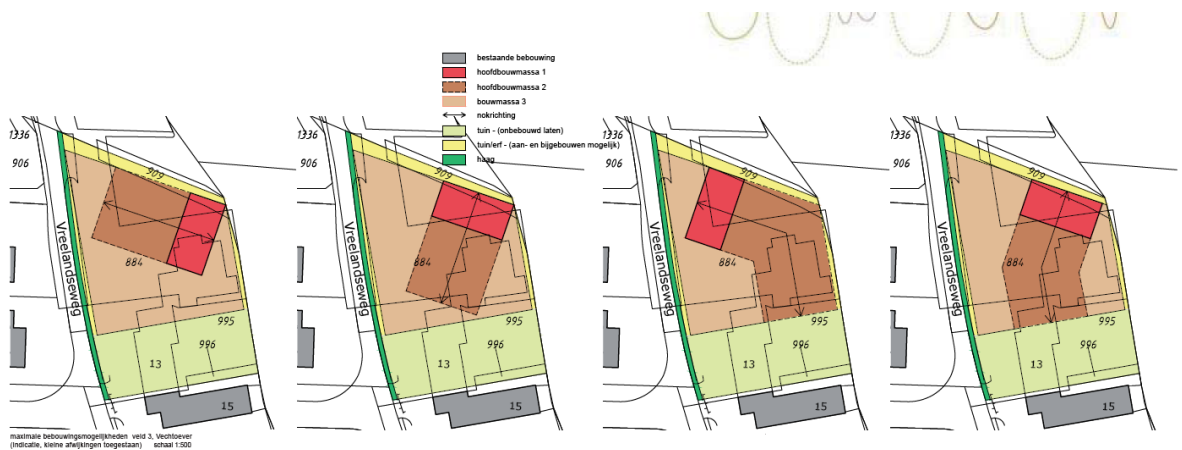 bestaande bebouwing
hoofdbouwmassa 1
hoofdbouwmassa 2
bouwmassa 3
nokrichting
tuin - (onbebouwd laten)
tuin/erf - (aan- en bijgebouwen mogelijk)
haag
1336
906
909
Vreelandseweg
884
995
996
13
15
1336
906
909
Vreelandseweg
884
995
996
13
15
1336
906
909
Vreelandseweg
884
995
996
13
15
1336
906
909
Vreelandseweg
884
995
996
13
15
maximale bebouwingsmogelijkheden veld 3, Vechtoever
(indicatie, kleine afwijkingen toegestaan) schaal 1:500